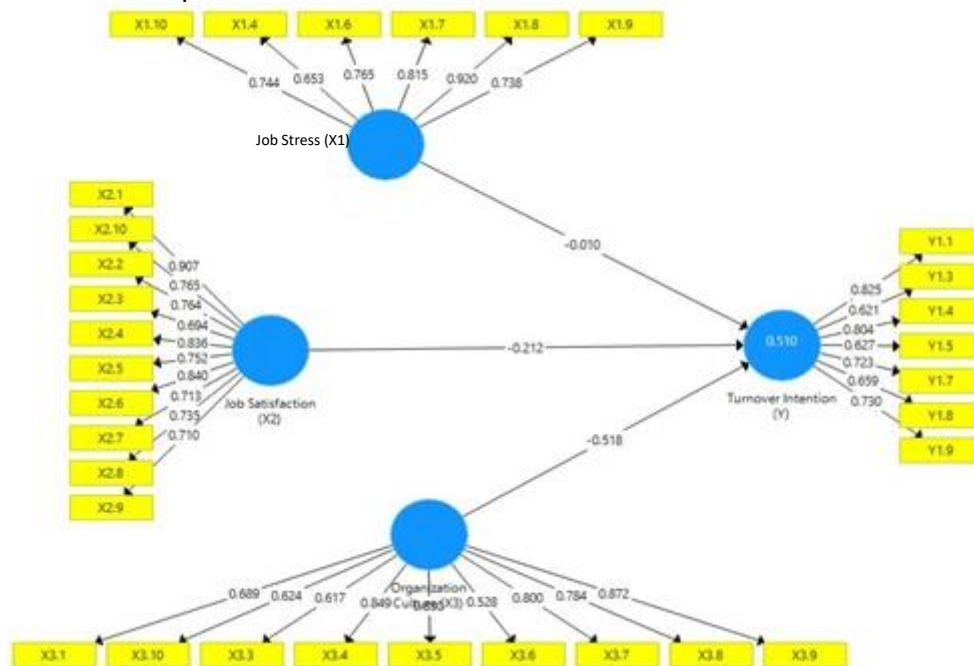 X1.10 X1.4 X1.6 X1.7 X1.8 X1.9
0.744 0.653 0.765 0.815 0.920 0.738
Job Stress (X1)
-0.010
X2.1
X2.10
X2.2
X2.3
X2.4
X2.5
X2.6
X2.7
X2.8
X2.9
0.907
0.765
0.764
0.694
0.836
0.752
0.840
0.713
0.735
0.710
Job Satisfaction
(X2)
-0.212
Y1.1
Y1.3
Y1.4
Y1.5
Y1.7
Y1.8
Y1.9
0.825
0.621
0.804
0.627
0.723
0.659
0.730
0.510
Turnover Intention
(Y)
-0.518
Organization
Culture (X3)
0.689 0.624 0.617 0.849 0.528 0.800 0.784 0.872
X3.1 X3.10 X3.3 X3.4 X3.5 X3.6 X3.7 X3.8 X3.9